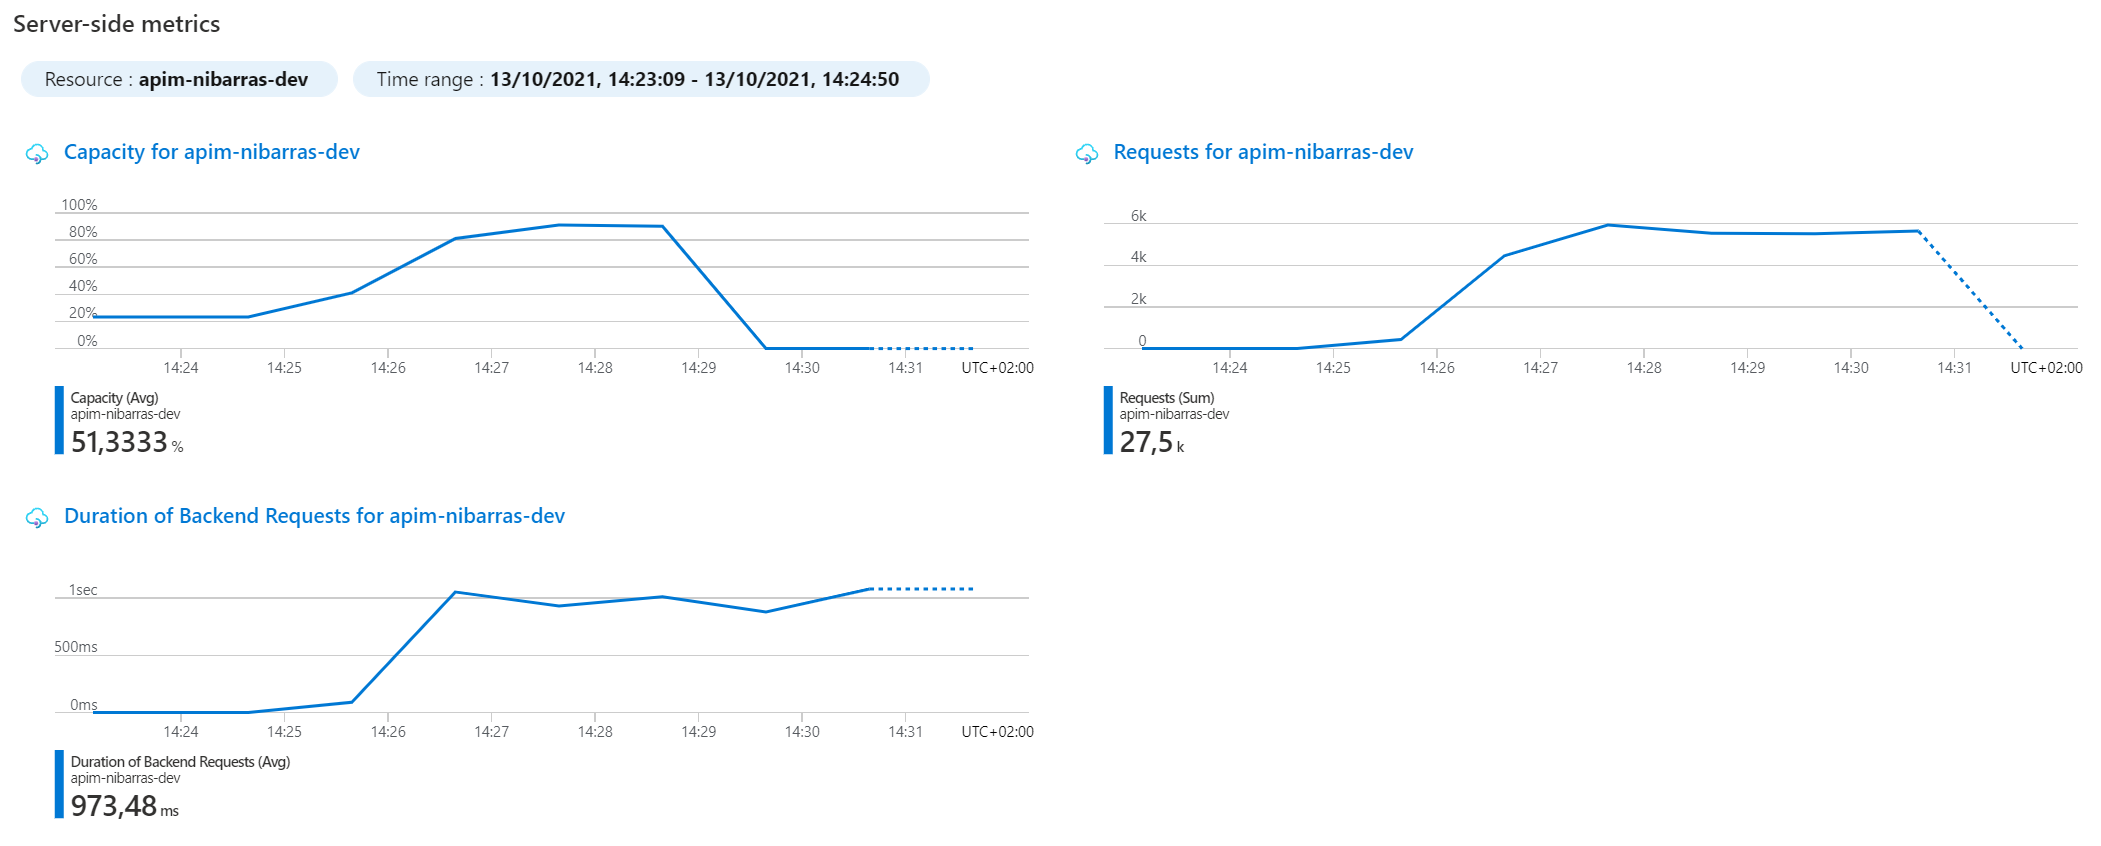 Server-side metrics
Resource : apim-nibarras-dev
Time range : 13/10/2021, 14:23:09 - 13/10/2021, 14:24:50
Capacity for apim-nibarras-dev
100%
80%
60%
40%
20%
0%
14:24 14:25 14:26 14:27 14:28 14:29 14:30 14:31 UTC+02:00
Capacity (Avg)
apim-nibarras-dev
51,3333 %
Requests for apim-nibarras-dev
6k
4k
2k
0
14:24 14:25 14:26 14:27 14:28 14:29 14:30 14:31 UTC+02:00
Requests (Sum)
apim-nibarras-dev
27,5 k
Duration of Backend Requests for apim-nibarras-dev
1sec
500ms
0ms
14:24 14:25 14:26 14:27 14:28 14:29 14:30 14:31 UTC+02:00
Duration of Backend Requests (Avg)
apim-nibarras-dev
973,48 ms